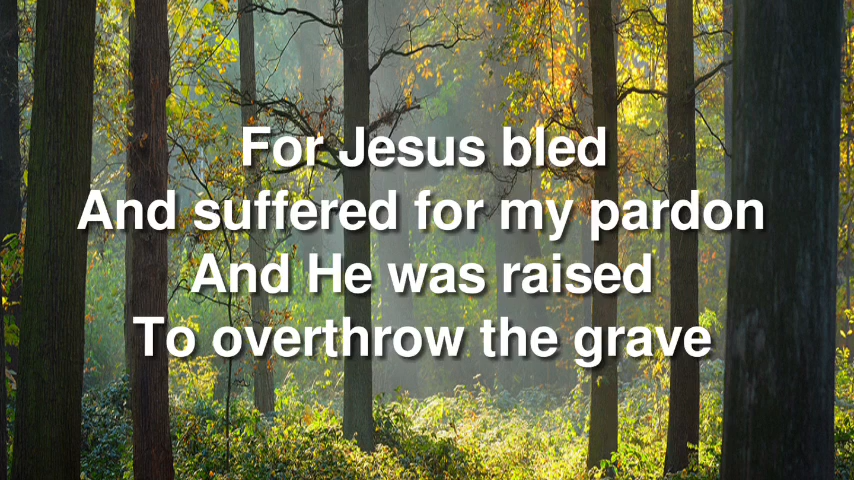 For Jesus bled
And suffered for my pardon
And He was raised
To overthrow the grave